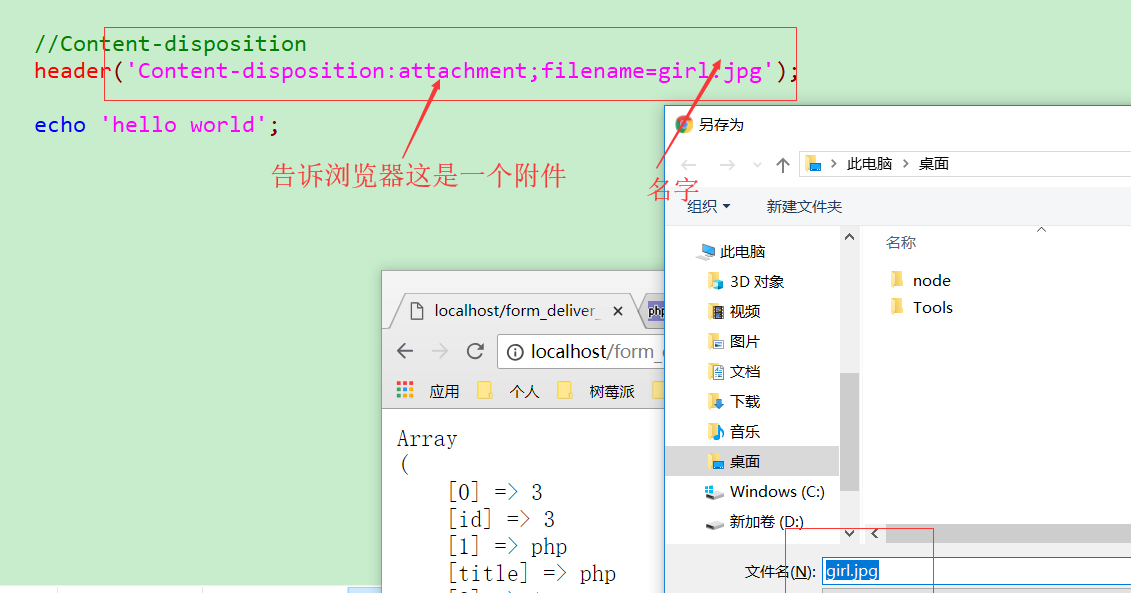 //Content-disposition
header('Content-disposition:attachment;filename=girl.jpg');
echo 'hello world';
告诉浏览器这是一个附件
名字
另存为
此电脑 桌面
组织 新建文件夹
名称
此电脑
3D 对象
视频
图片
文档
下载
音乐
桌面
Windows (C:)
新加卷 (D:)
node
Tools
文件名(N): girl.jpg
localhost/form_deliver_
php
localhost/form_
应用 个人 树莓派
Array
(
[0] => 3
[id] => 3
[1] => php
[title] => php